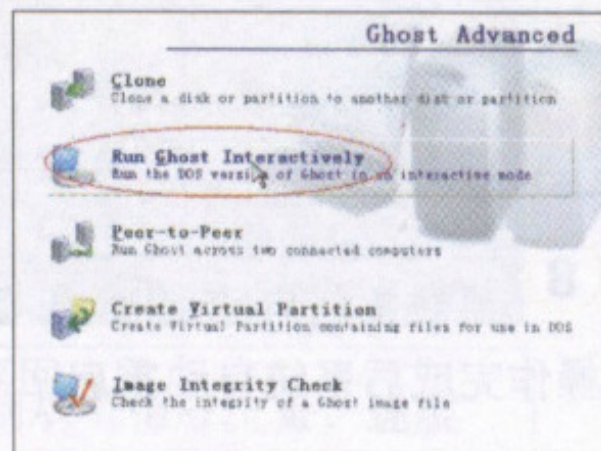 Ghost Advanced
Clone
Clone a disk or partition to another disk or partition
Run Ghost Interactively
Run the DOS version of Ghost in an interactive mode
Peer-to-Peer
Run Ghost across two connected computers
Create Virtual Partition
Create Virtual Partition containing files for use in DOS
Image Integrity Check
Check the integrity of a Ghost image file